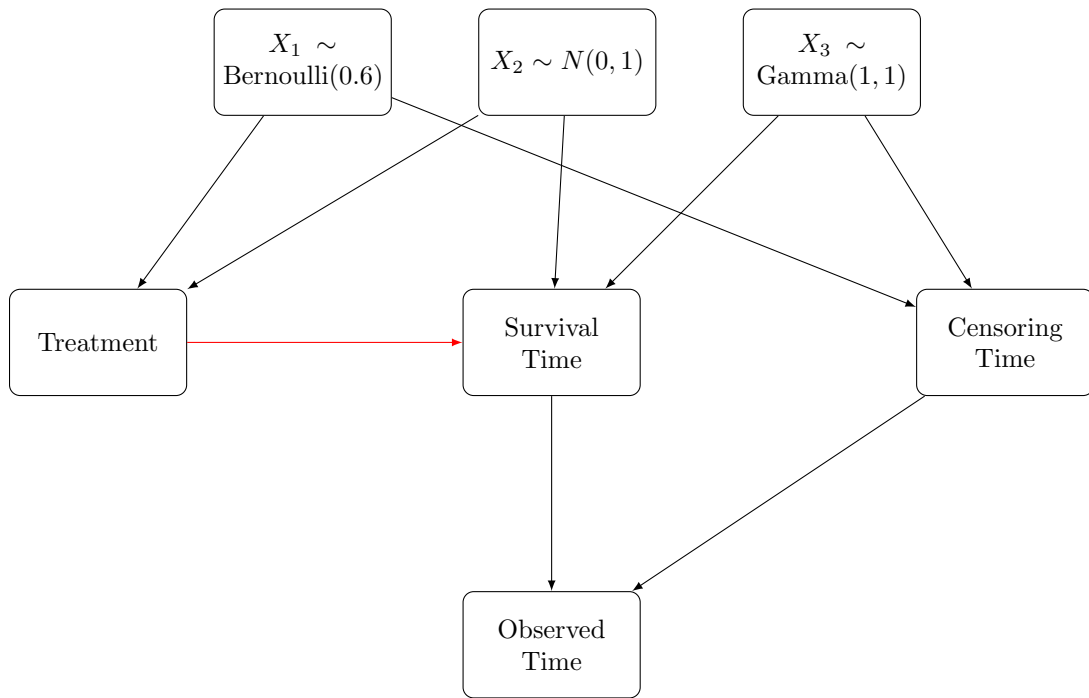 X₁ ∼
Bernoulli(0.6)
X₂ ∼ N(0, 1)
X₃ ∼
Gamma(1, 1)
Treatment
Survival
Time
Censoring
Time
Observed
Time